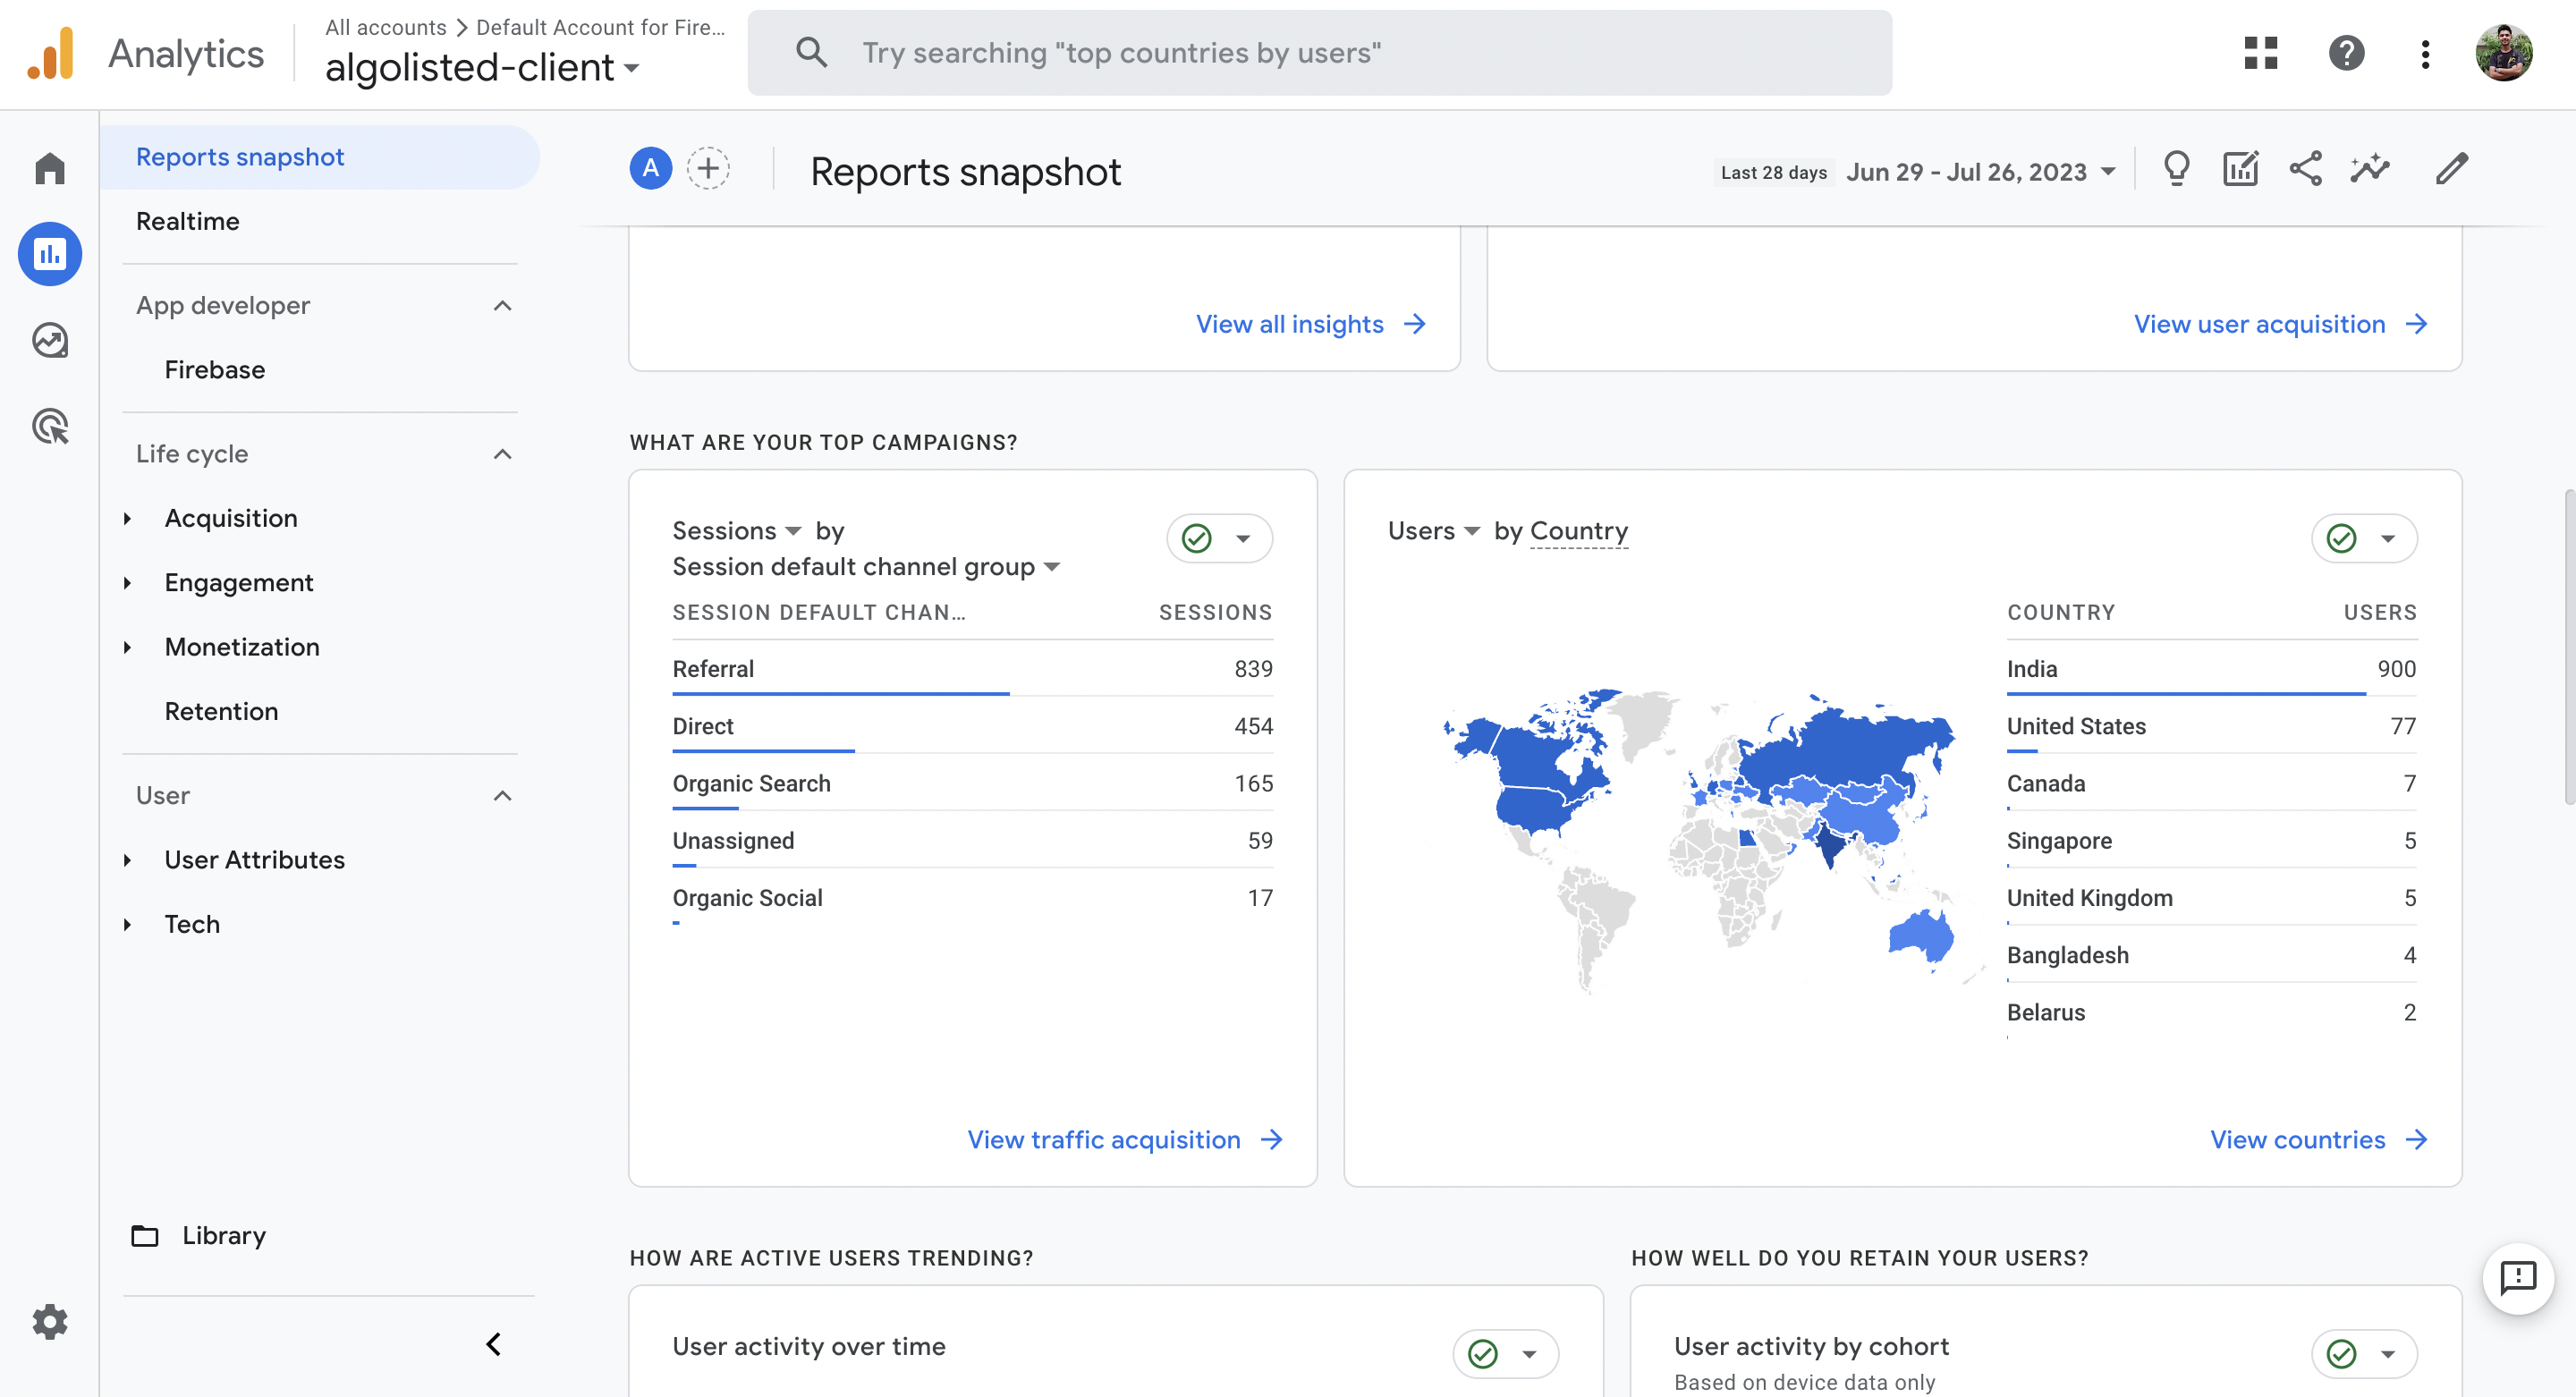 Analytics
All accounts > Default Account for Fire...
algolisted-client
Try searching "top countries by users"
Reports snapshot
Realtime
App developer
Firebase
Life cycle
Acquisition
Engagement
Monetization
Retention
User
User Attributes
Tech
Library
A
Reports snapshot
Last 28 days Jun 29 - Jul 26, 2023
View all insights
View user acquisition
WHAT ARE YOUR TOP CAMPAIGNS?
Sessions by
Session default channel group
SESSION DEFAULT CHAN... SESSIONS
Referral 839
Direct 454
Organic Search 165
Unassigned 59
Organic Social 17
View traffic acquisition
Users by Country
COUNTRY USERS
India 900
United States 77
Canada 7
Singapore 5
United Kingdom 5
Bangladesh 4
Belarus 2
View countries
HOW ARE ACTIVE USERS TRENDING?
User activity over time
HOW WELL DO YOU RETAIN YOUR USERS?
User activity by cohort
Based on device data only